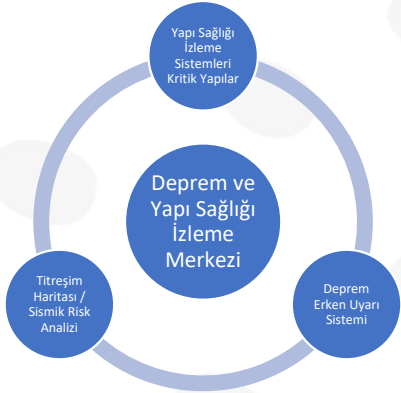 Yapı Sağlığı
İzleme
Sistemleri
Kritik Yapılar
Deprem ve
Yapı Sağlığı
İzleme
Merkezi
Titreşim
Haritası /
Sismik Risk
Analizi
Deprem
Erken Uyarı
Sistemi